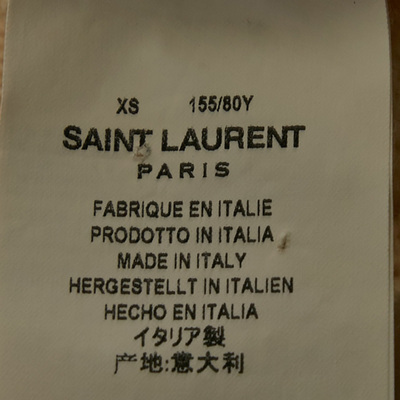 XS 155/80Y
SAINT LAURENT
PARIS
FABRIQUE EN ITALIE
PRODOTTO IN ITALIA
MADE IN ITALY
HERGESTELLT IN ITALIEN
HECHO EN ITALIA
イタリア製
产地:意大利